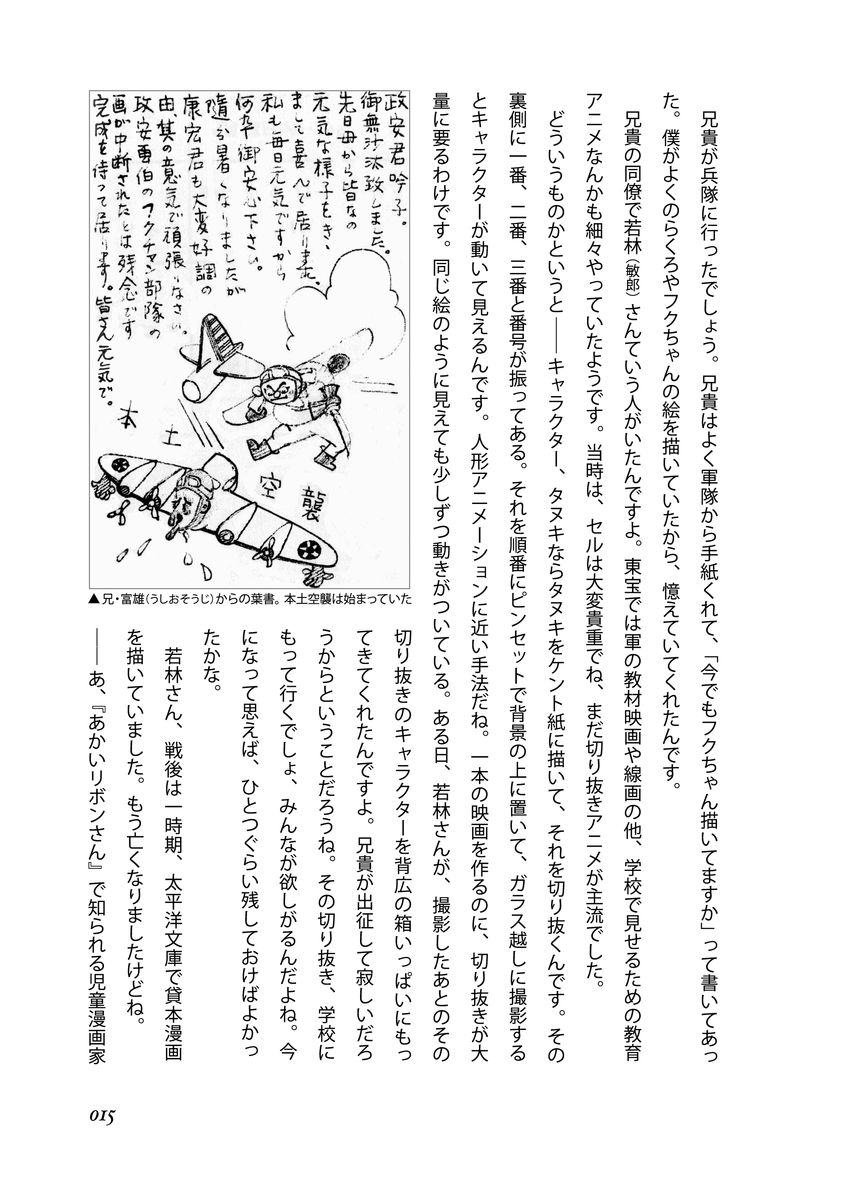 兄貴が兵隊に行ったでしょう。兄貴はよく軍隊から手紙くれて、「今でもフクちゃん描いてますか」って書いてあっ
た。僕がよくのらくろやフクちゃんの絵を描いていたから、憶えていてくれたんです。
兄貴の同僚で若林（敏郎）さんていう人がいたんですよ。東宝では軍の教材映画や線画の他、学校で見せるための教育
アニメなんかも細々やっていたようです。当時は、セルは大変貴重でね、まだ切り抜きアニメが主流でした。
どういうものかというと――キャラクター、タヌキならタヌキをケント紙に描いて、それを切り抜くんです。その
裏側に一番、二番、三番と番号が振ってある。それを順番にピンセットで背景の上に置いて、ガラス越しに撮影する
とキャラクターが動いて見えるんです。人形アニメーションに近い手法だね。一本の映画を作るのに、切り抜きが大
量に要るわけです。同じ絵のように見えても少しずつ動きがついている。ある日、若林さんが、撮影したあとのその
切り抜きのキャラクターを背広の箱いっぱいにもっ
てきてくれたんですよ。兄貴が出征して寂しいだろ
うからということだろうね。その切り抜き、学校に
もって行くでしょ、みんなが欲しがるんだよね。今
になって思えば、ひとつぐらい残しておけばよかっ
たかな。
若林さん、戦後は一時期、太平洋文庫で貸本漫画
を描いていました。もう亡くなりましたけどね。
――あ、『あかいリボンさん』で知られる児童漫画家
政安君吟子。
御無沙汰致しました。
先日母から皆なの
元気な様子をきゝ
まして喜んで居ります。
私も毎日元気ですから
何卒御安心下さい。
随分暑くなりましたが
康宏君も大変好調の
由、其の意気で頑張りなさい。
政安画伯のフクチャン部隊の
画が中断されたとは残念です
完成を待って居ります。皆さん元気で。
本土空襲
▲兄・富雄（うしおそうじ）からの葉書。本土空襲は始まっていた
015